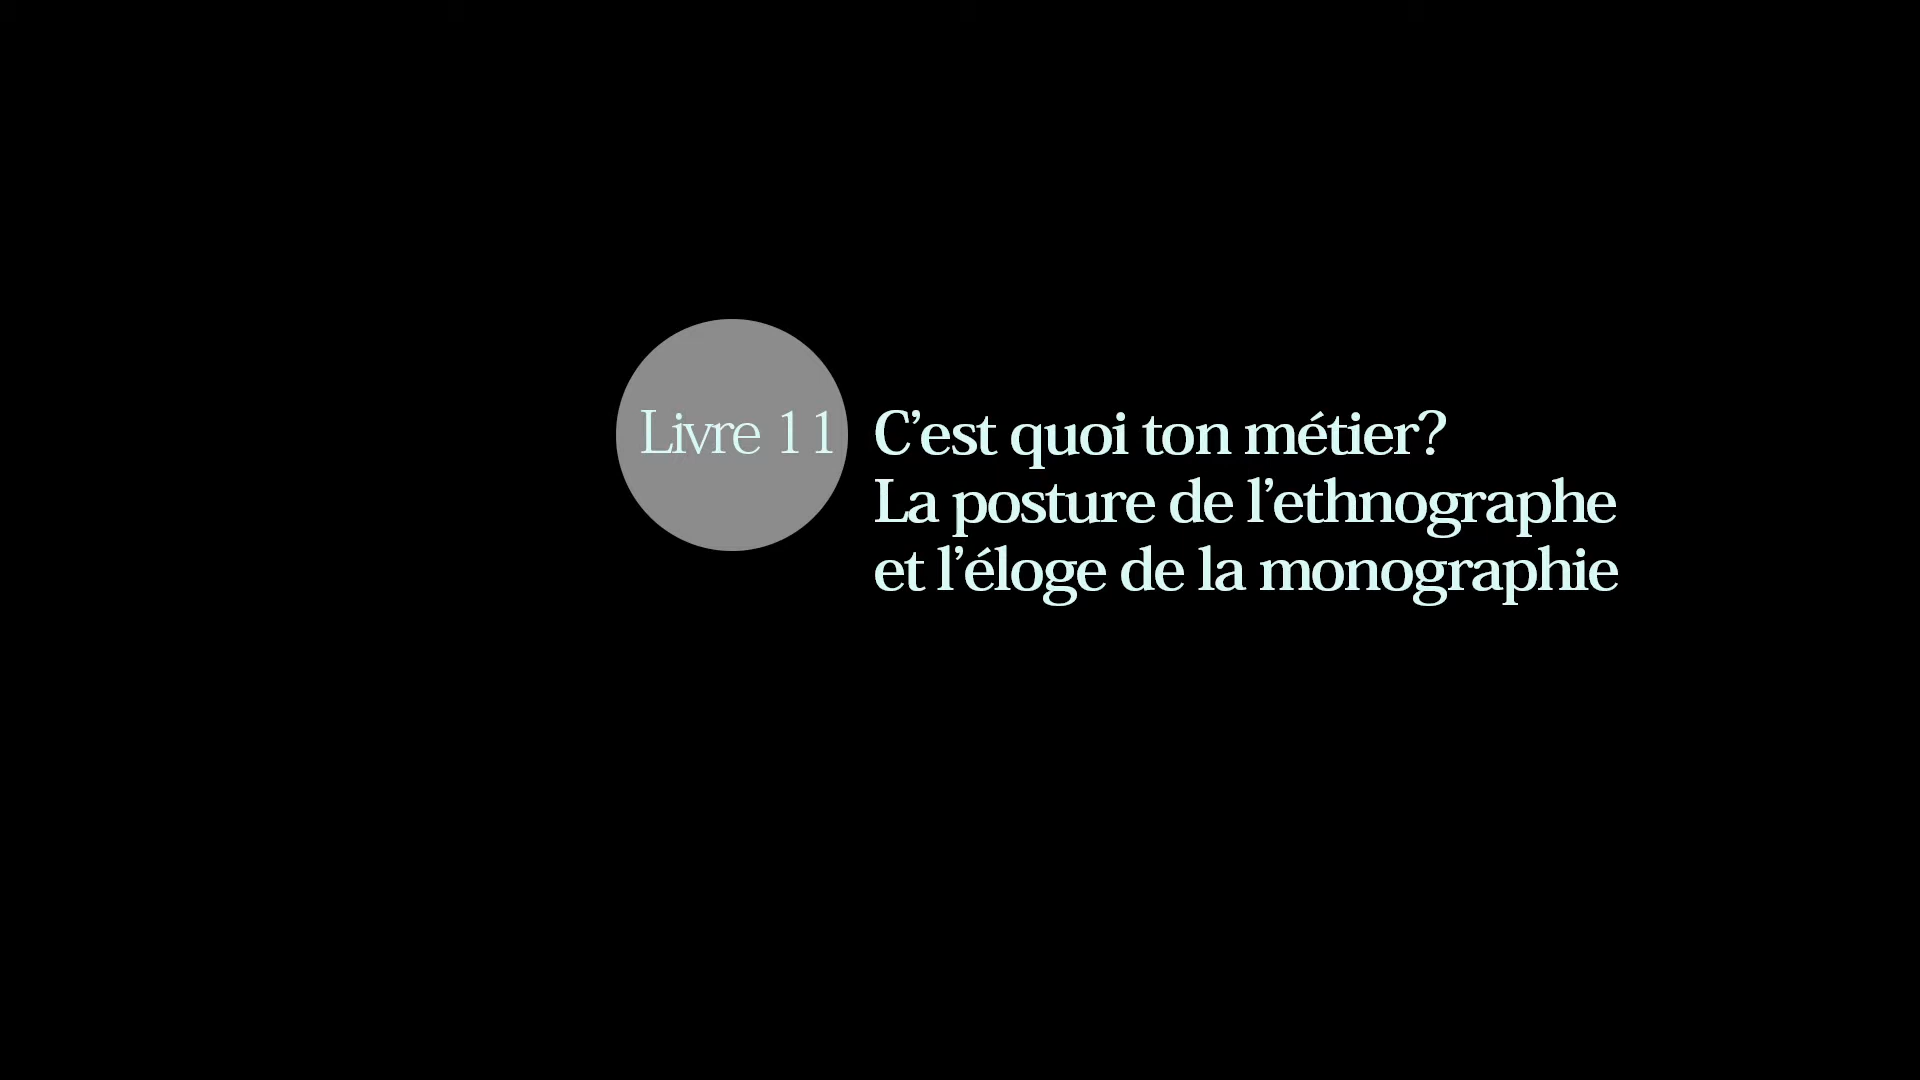 Livre 11
C’est quoi ton métier?
La posture de l’ethnographe
et l’éloge de la monographie